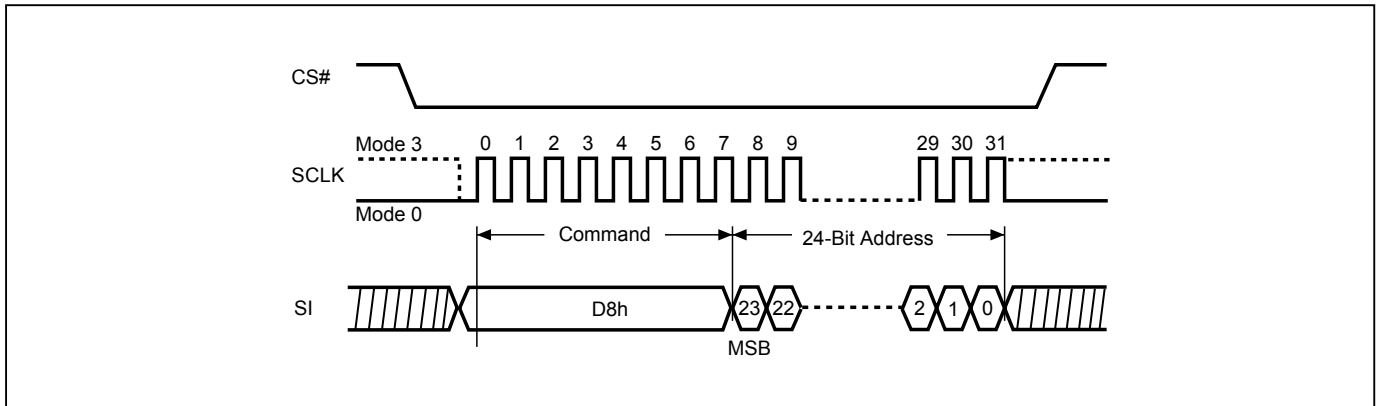 CS#
Mode 3
0 1 2 3 4 5 6 7 8 9 29 30 31
SCLK
Mode 0
Command 24-Bit Address
SI D8h 23 22 2 1 0
MSB